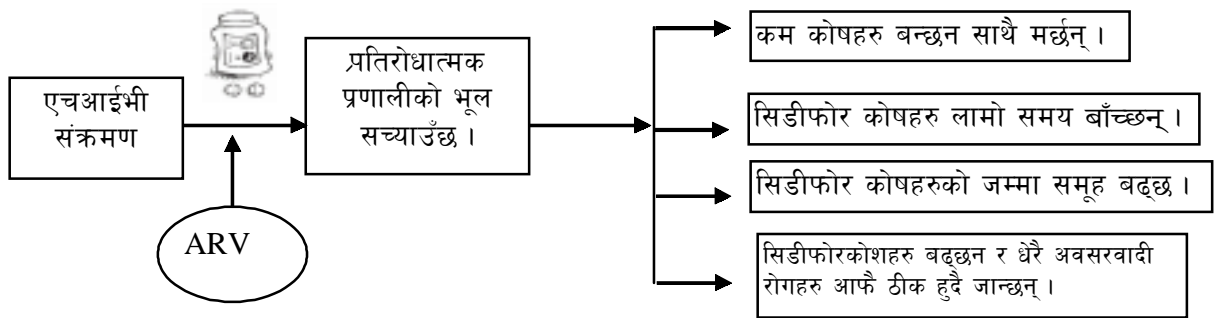 एचआईभी
संक्रमण
ARV
प्रतिरोधात्मक
प्रणालीको भूल
सच्याउँछ ।
कम कोषहरु बन्छन साथै मर्छन् ।
सिडीफोर कोषहरु लामो समय बाँच्छन् ।
सिडीफोर कोषहरुको जम्मा समूह बढ्छ ।
सिडीफोरकोशहरु बढ्छन र धेरै अवसरवादी
रोगहरु आफै ठीक हुदै जान्छन् ।